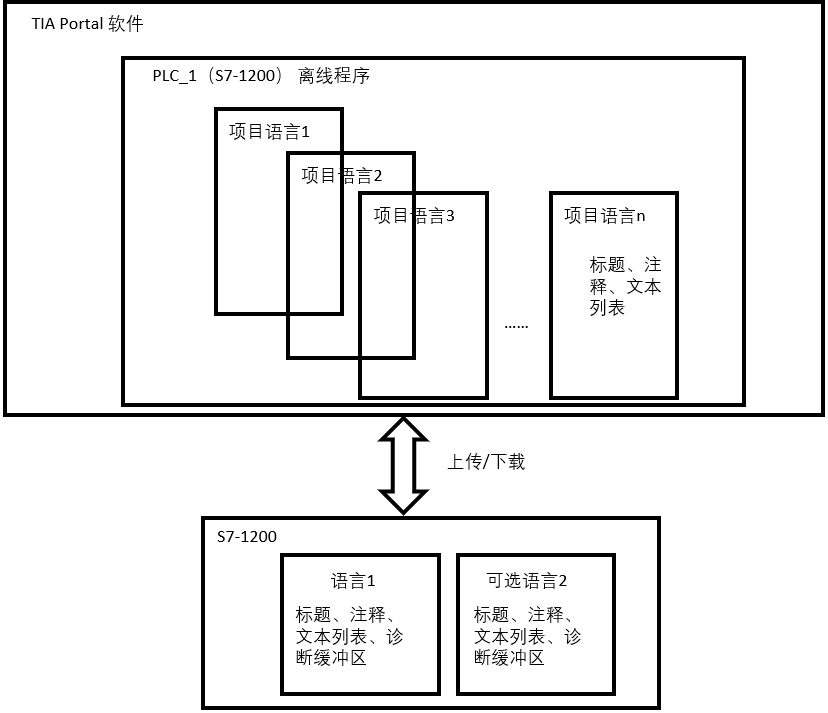 TIA Portal 软件
PLC_1（S7-1200） 离线程序
项目语言1
项目语言2
项目语言3
项目语言n
标题、注
释、文本
列表
......
上传/下载
S7-1200
语言1
标题、注释、
文本列表、诊
断缓冲区
可选语言2
标题、注释、
文本列表、诊
断缓冲区